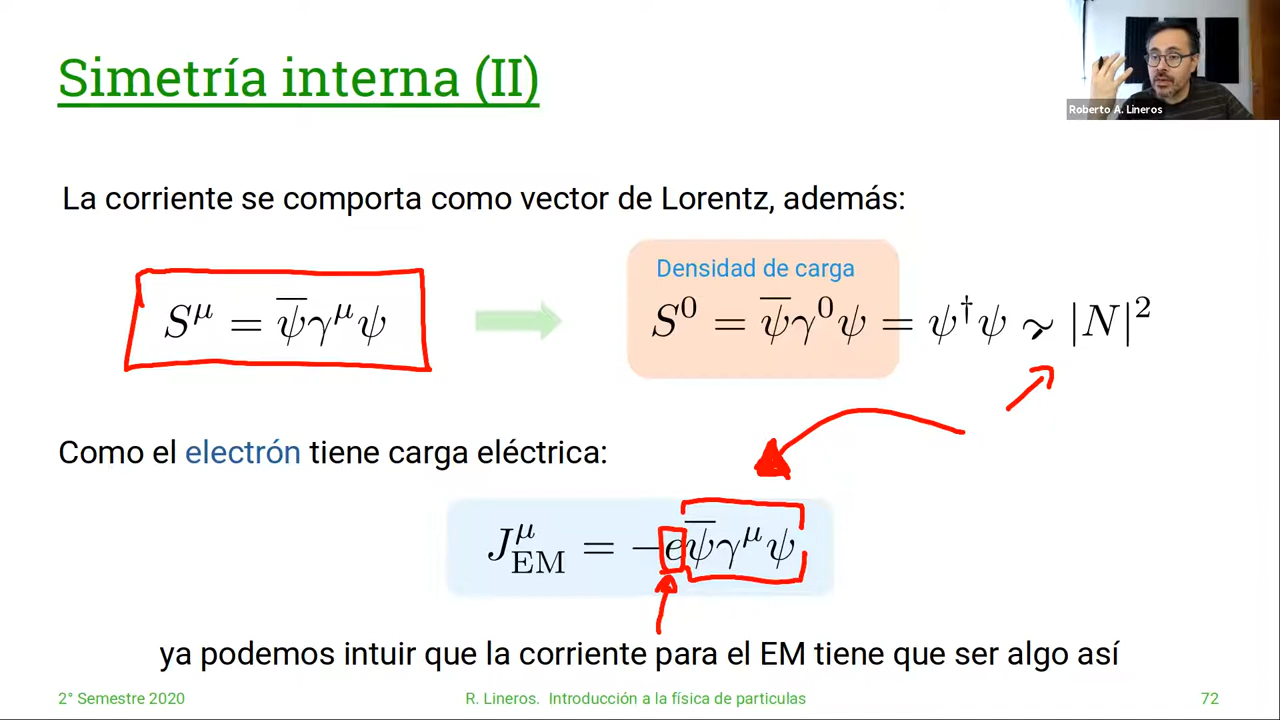 Simetría interna (II)
Roberto A. Lineros
La corriente se comporta como vector de Lorentz, además:
Densidad de carga
S^μ = ψ̅γ^μψ
S^0 = ψ̅γ^0ψ = ψ^†ψ ∼ |N|^2
Como el electrón tiene carga eléctrica:
J^μ_EM = −eψ̅γ^μψ
ya podemos intuir que la corriente para el EM tiene que ser algo así
2° Semestre 2020
R. Lineros. Introducción a la física de particulas
72